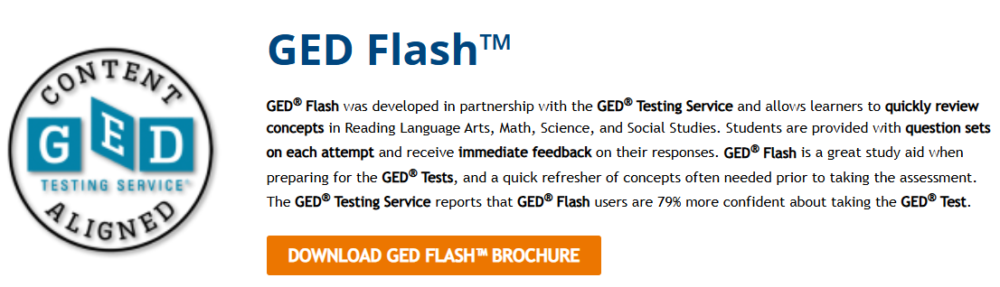 CONTENT
GED
TESTING SERVICE®
ALIGNED
GED Flash™
GED® Flash was developed in partnership with the GED® Testing Service and allows learners to quickly review
concepts in Reading Language Arts, Math, Science, and Social Studies. Students are provided with question sets
on each attempt and receive immediate feedback on their responses. GED® Flash is a great study aid when
preparing for the GED® Tests, and a quick refresher of concepts often needed prior to taking the assessment.
The GED® Testing Service reports that GED® Flash users are 79% more confident about taking the GED® Test.
DOWNLOAD GED FLASH™ BROCHURE